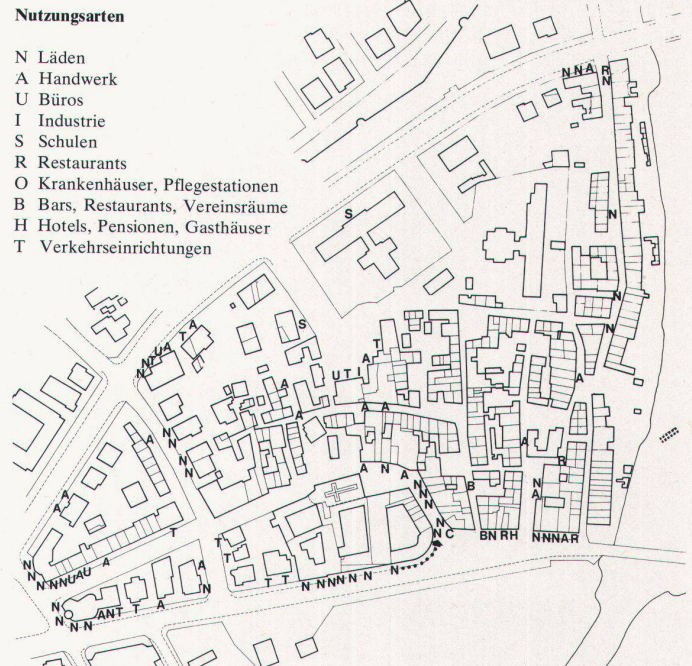 Nutzungsarten
N Läden
A Handwerk
U Büros
I Industrie
S Schulen
R Restaurants
O Krankenhäuser, Pflegestationen
B Bars, Restaurants, Vereinsräume
H Hotels, Pensionen, Gasthäuser
T Verkehrseinrichtungen
N N A R
N
S
N
N
A T U A
T
N
N
S
N
T
A
U T I
A
A
N
N
A
A A
A
A
N
N
A N A
R
A
N
N
N
B
N
A
T
N
N C
B N R H
N N N A R
T
T
T
N
N
N N N U A U A
A
N
T T
N N N N N N
N
N
N N N
A N T T A